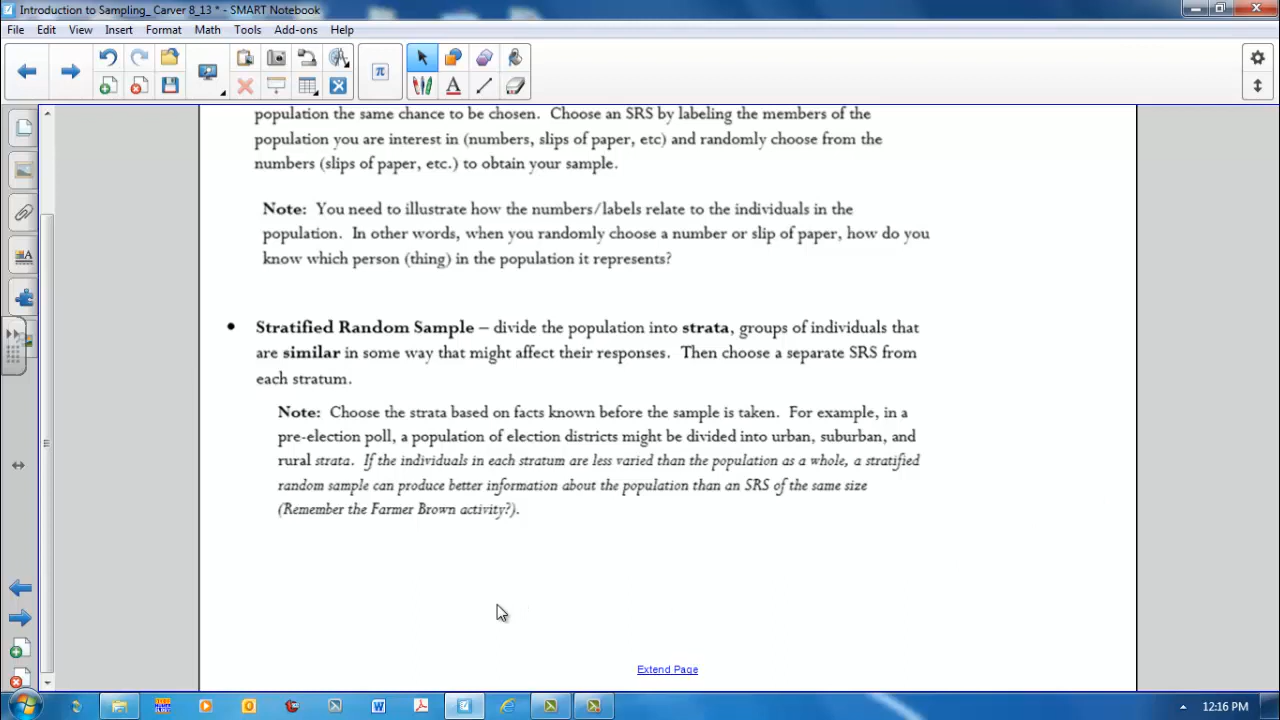 Introduction to Sampling_ Carver 8_13 * - SMART Notebook
File Edit View Insert Format Math Tools Add-ons Help
π
population the same chance to be chosen. Choose an SRS by labeling the members of the
population you are interest in (numbers, slips of paper, etc) and randomly choose from the
numbers (slips of paper, etc.) to obtain your sample.
Note: You need to illustrate how the numbers/labels relate to the individuals in the
population. In other words, when you randomly choose a number or slip of paper, how do you
know which person (thing) in the population it represents?
• Stratified Random Sample – divide the population into strata, groups of individuals that
are similar in some way that might affect their responses. Then choose a separate SRS from
each stratum.
Note: Choose the strata based on facts known before the sample is taken. For example, in a
pre-election poll, a population of election districts might be divided into urban, suburban, and
rural strata. If the individuals in each stratum are less varied than the population as a whole, a stratified
random sample can produce better information about the population than an SRS of the same size
(Remember the Farmer Brown activity?).
Extend Page
12:16 PM